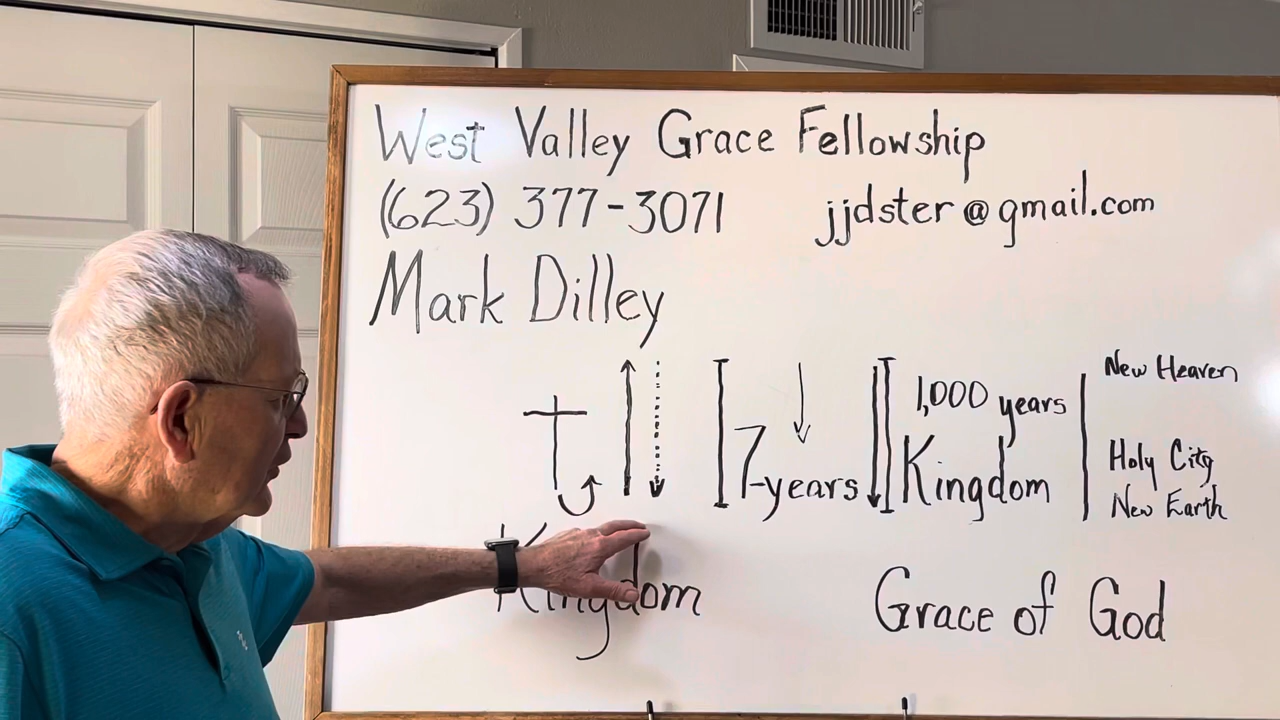 West Valley Grace Fellowship
(623) 377-3071 jjdster@gmail.com
Mark Dilley
7-years
1,000 years
Kingdom
New Heaven
Holy City
New Earth
Kingdom
Grace of God